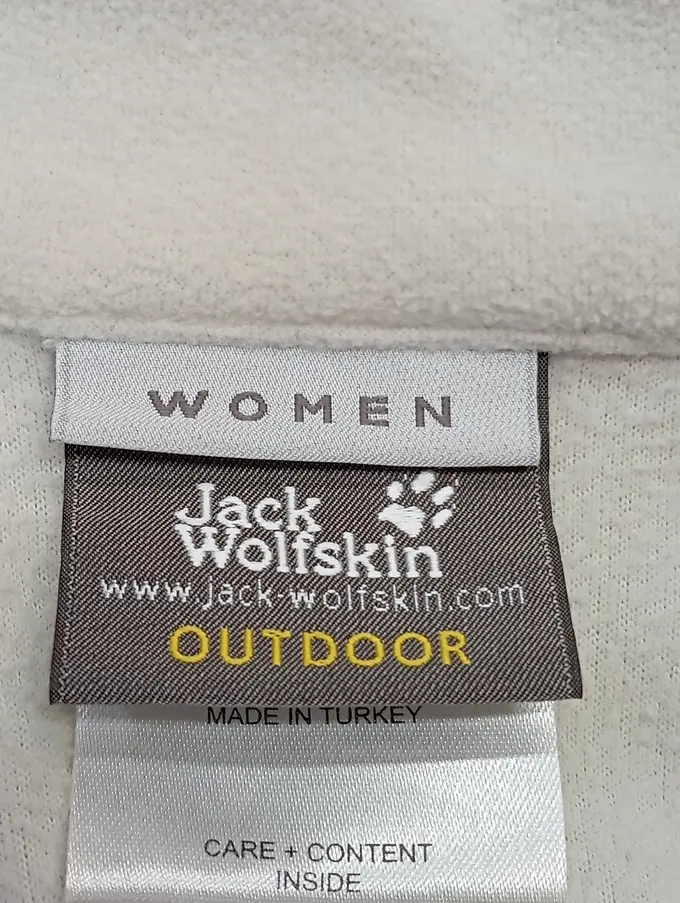 WOMEN
Jack
Wolfskin
www.jack-wolfskin.com
OUTDOOR
MADE IN TURKEY
CARE + CONTENT
INSIDE